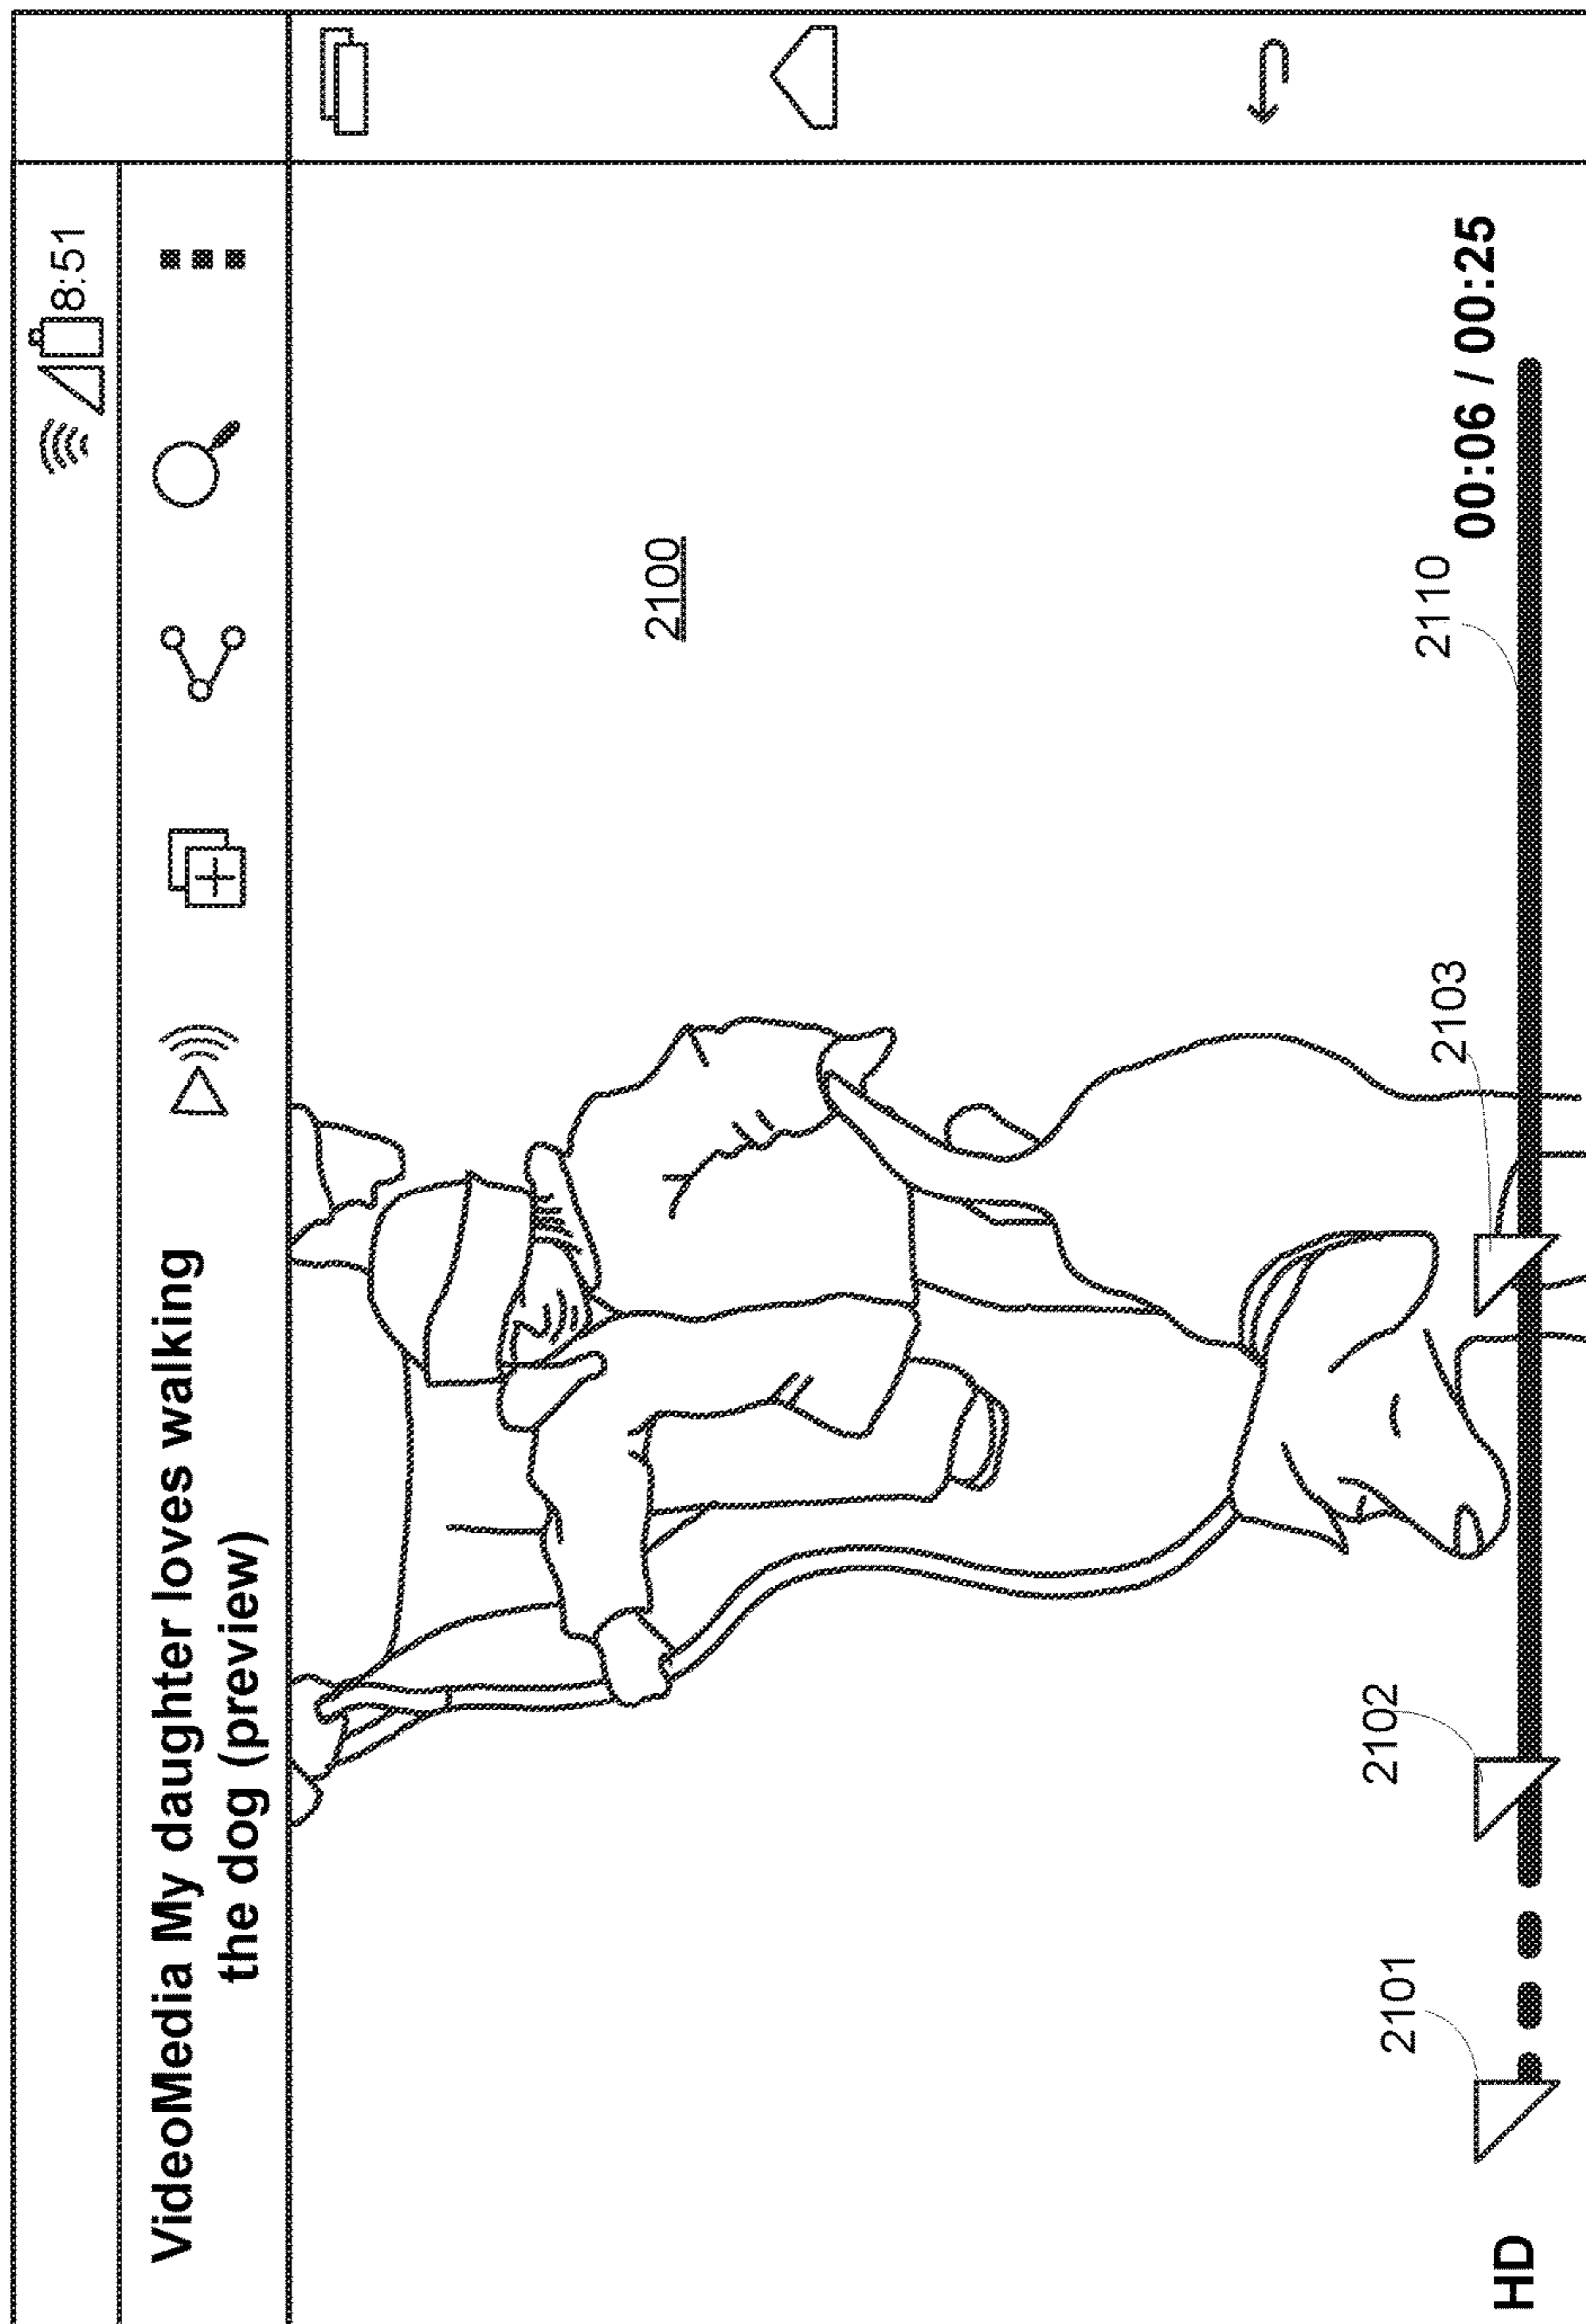 8:51
VideoMedia My daughter loves walking
the dog (preview)
2100
2101
2102
2103
2110
00:06 / 00:25
HD